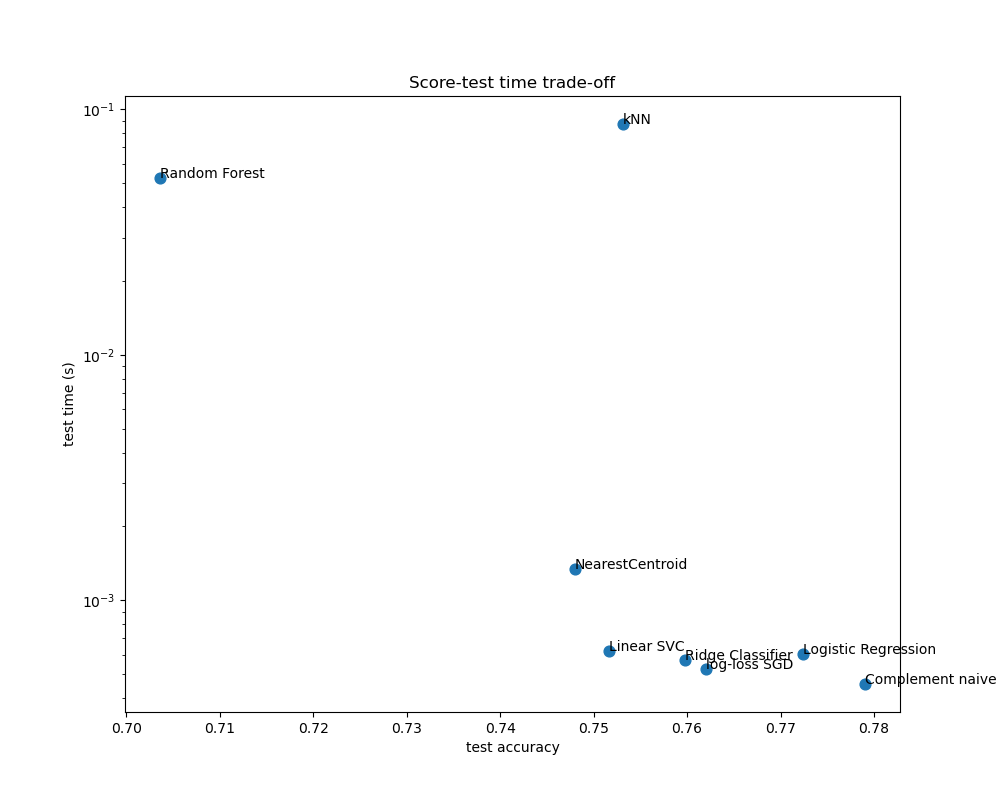 Score-test time trade-off
10⁻¹
kNN
Random Forest
10⁻²
test time (s)
NearestCentroid
10⁻³
Linear SVC
Ridge Classifier
Logistic Regression
log-loss SGD
Complement naive
0.70 0.71 0.72 0.73 0.74 0.75 0.76 0.77 0.78
test accuracy